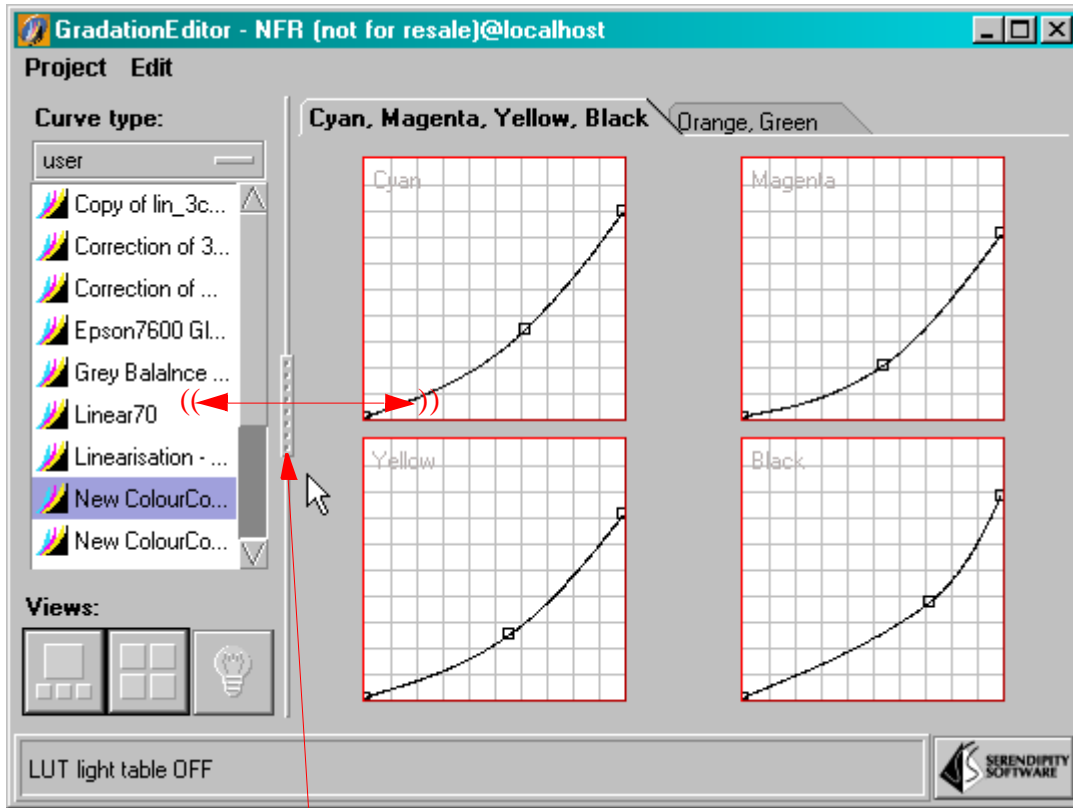 GradationEditor - NFR (not for resale)@localhost
Project Edit
Curve type:
user
Copy of lin_3c...
Correction of 3...
Correction of ...
Epson7600 Gl...
Grey Balalnce ...
Linear70
Linearisation - ...
New ColourCo...
New ColourCo...
Views:
Cyan, Magenta, Yellow, Black
Orange, Green
Cyan
Magenta
Yellow
Black
LUT light table OFF
SERENDIPITY
SOFTWARE